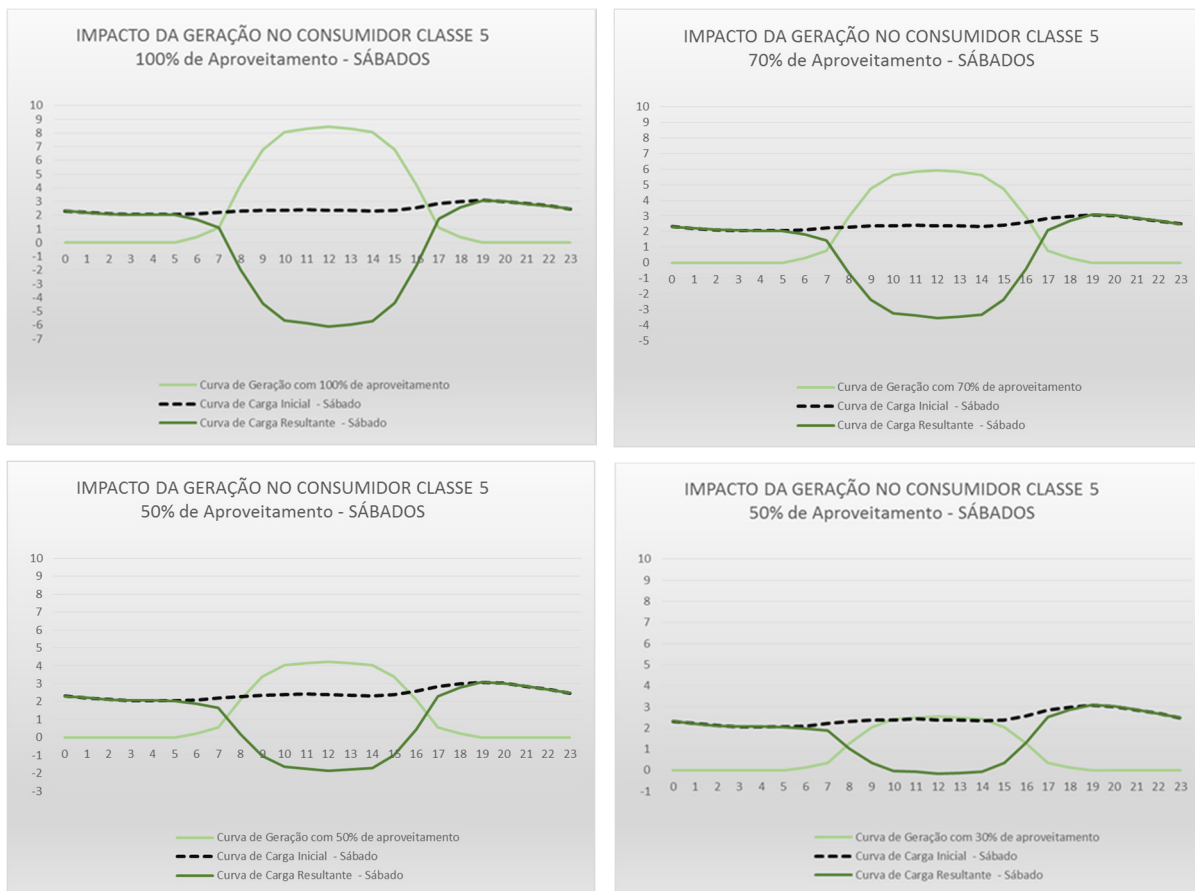 IMPACTO DA GERAÇÃO NO CONSUMIDOR CLASSE 5
100% de Aproveitamento - SÁBADOS
10
9
8
7
6
5
4
3
2
1
0
-1
-2
-3
-4
-5
-6
-7
0 1 2 3 4 5 6 7 8 9 10 11 12 13 14 15 16 17 18 19 20 21 22 23
Curva de Geração com 100% de aproveitamento
Curva de Carga Inicial - Sábado
Curva de Carga Resultante - Sábado
IMPACTO DA GERAÇÃO NO CONSUMIDOR CLASSE 5
70% de Aproveitamento - SÁBADOS
10
9
8
7
6
5
4
3
2
1
0
-1
-2
-3
-4
-5
0 1 2 3 4 5 6 7 8 9 10 11 12 13 14 15 16 17 18 19 20 21 22 23
Curva de Geração com 70% de aproveitamento
Curva de Carga Inicial - Sábado
Curva de Carga Resultante - Sábado
IMPACTO DA GERAÇÃO NO CONSUMIDOR CLASSE 5
50% de Aproveitamento - SÁBADOS
10
9
8
7
6
5
4
3
2
1
0
-1
-2
-3
0 1 2 3 4 5 6 7 8 9 10 11 12 13 14 15 16 17 18 19 20 21 22 23
Curva de Geração com 50% de aproveitamento
Curva de Carga Inicial - Sábado
Curva de Carga Resultante - Sábado
IMPACTO DA GERAÇÃO NO CONSUMIDOR CLASSE 5
50% de Aproveitamento - SÁBADOS
10
9
8
7
6
5
4
3
2
1
0
-1
0 1 2 3 4 5 6 7 8 9 10 11 12 13 14 15 16 17 18 19 20 21 22 23
Curva de Geração com 30% de aproveitamento
Curva de Carga Inicial - Sábado
Curva de Carga Resultante - Sábado